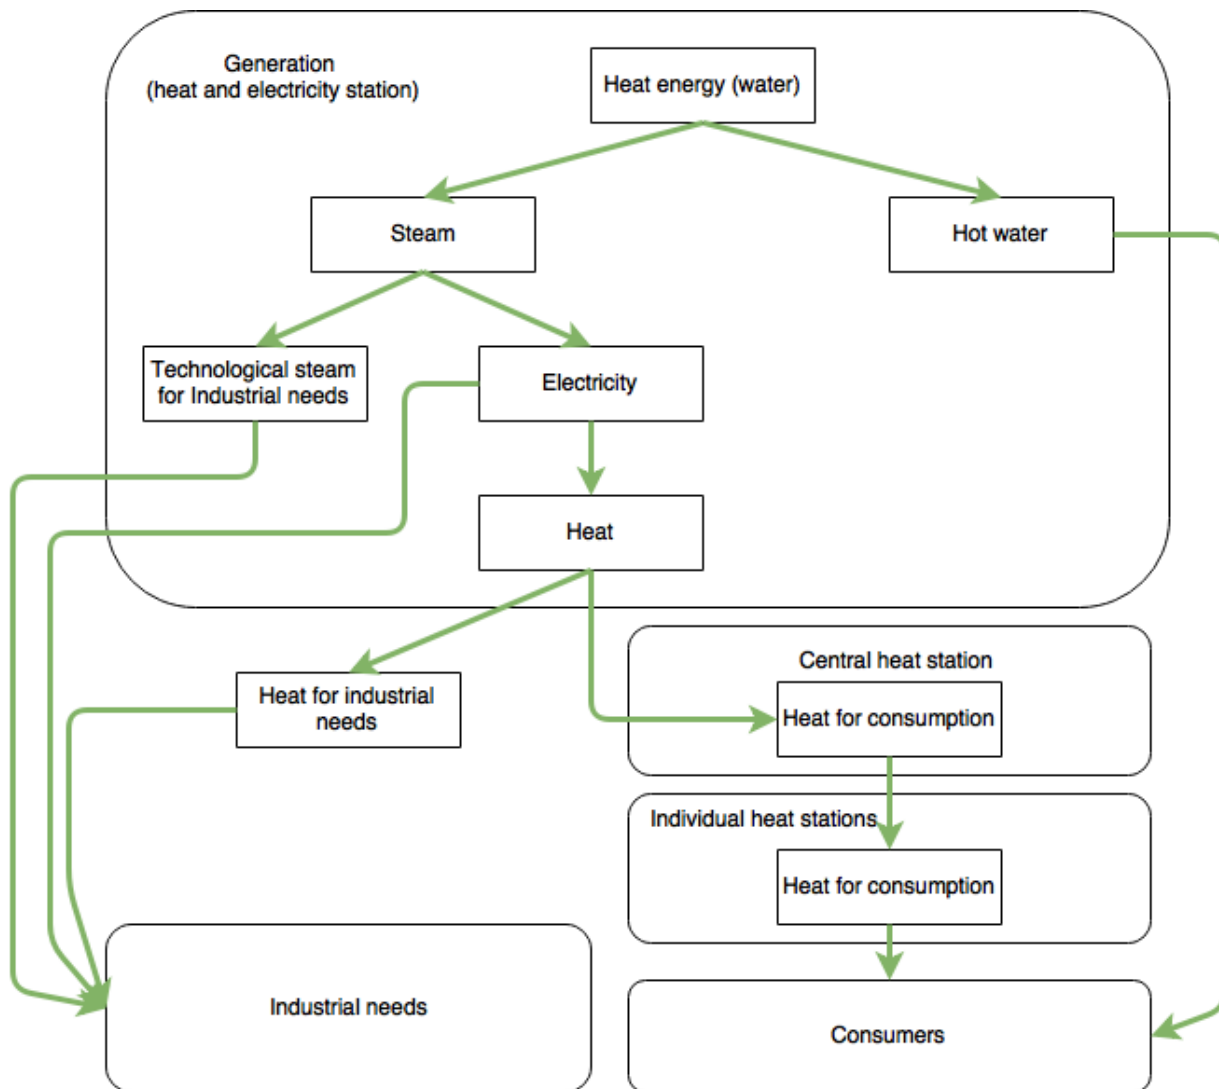 Generation
(heat and electricity station)
Heat energy (water)
Steam
Hot water
Technological steam
for Industrial needs
Electricity
Heat
Central heat station
Heat for industrial
needs
Heat for consumption
Individual heat stations
Heat for consumption
Industrial needs
Consumers